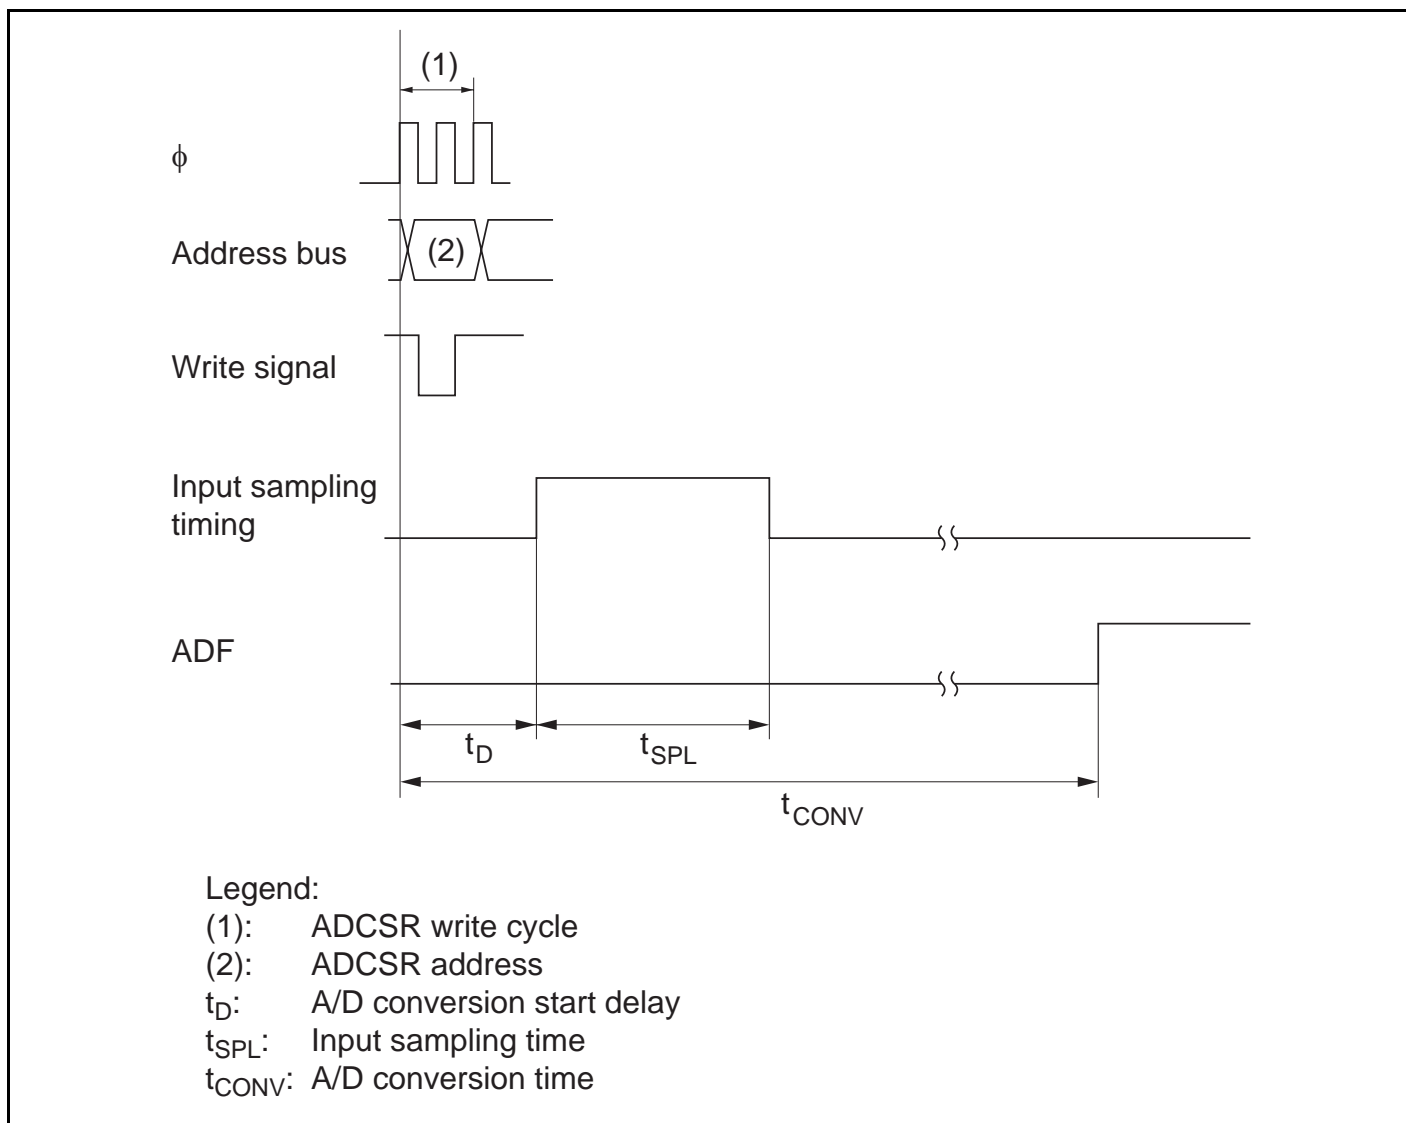 (1)
ϕ
Address bus
(2)
Write signal
Input sampling
timing
ADF
tD
tSPL
tCONV
Legend:
(1): ADCSR write cycle
(2): ADCSR address
tD: A/D conversion start delay
tSPL: Input sampling time
tCONV: A/D conversion time